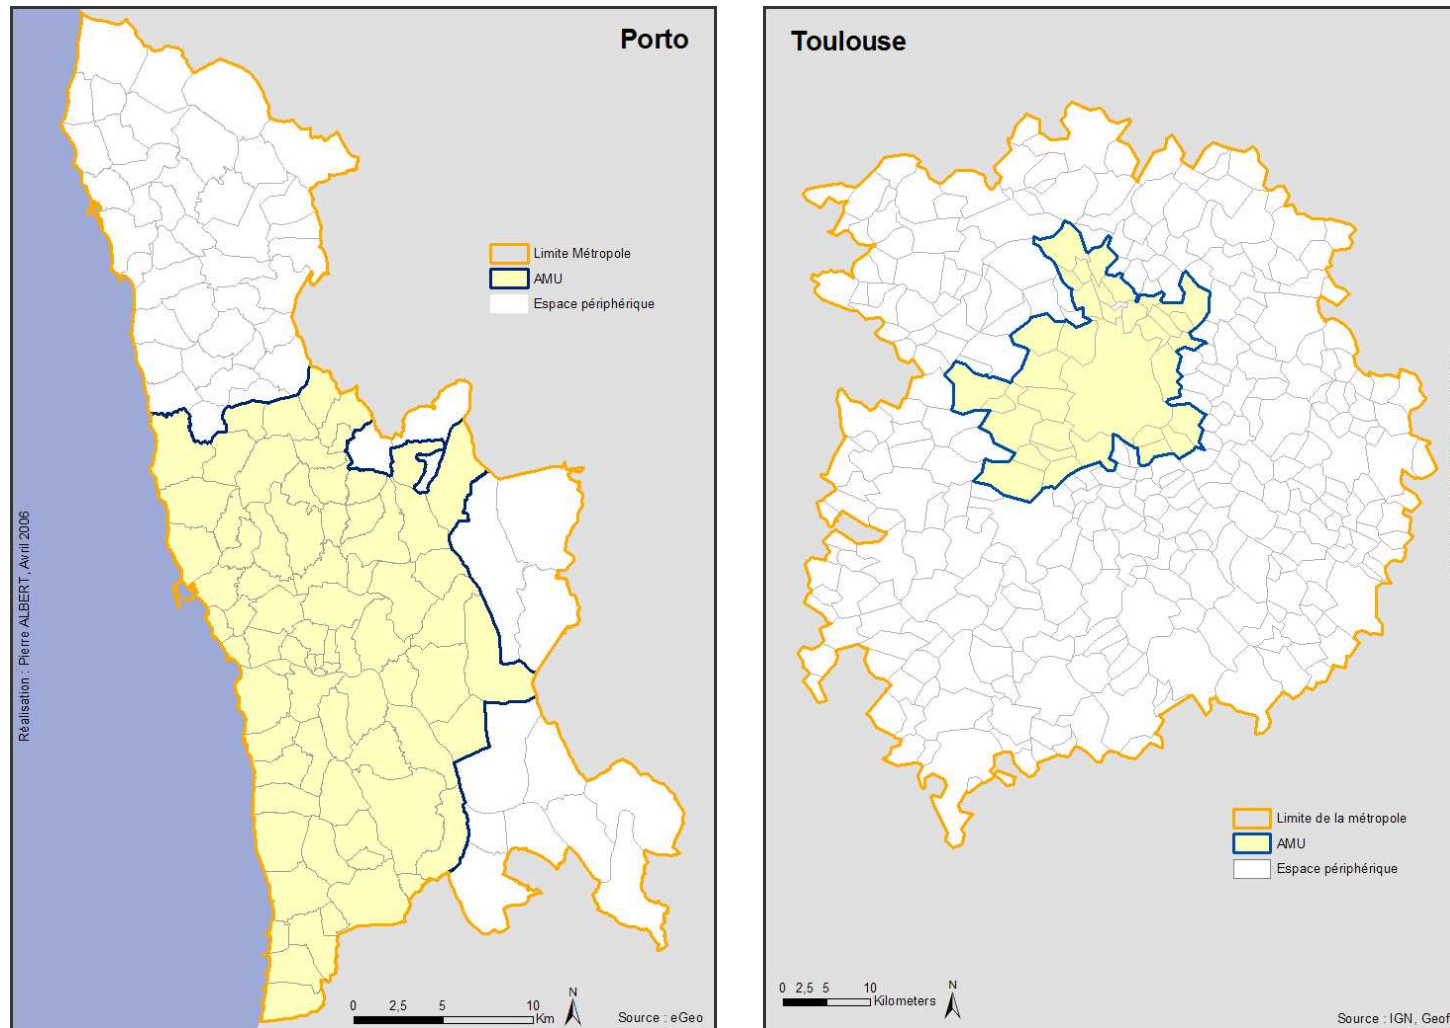 Porto
Limite Métropole
AMU
Espace périphérique
Réalisation : Pierre ALBERT, Avril 2006
0 2,5 5 10
Km
N
Source : eGeo
Toulouse
Limite de la métropole
AMU
Espace périphérique
0 2,5 5 10
Kilometers
N
Source : IGN, Geof